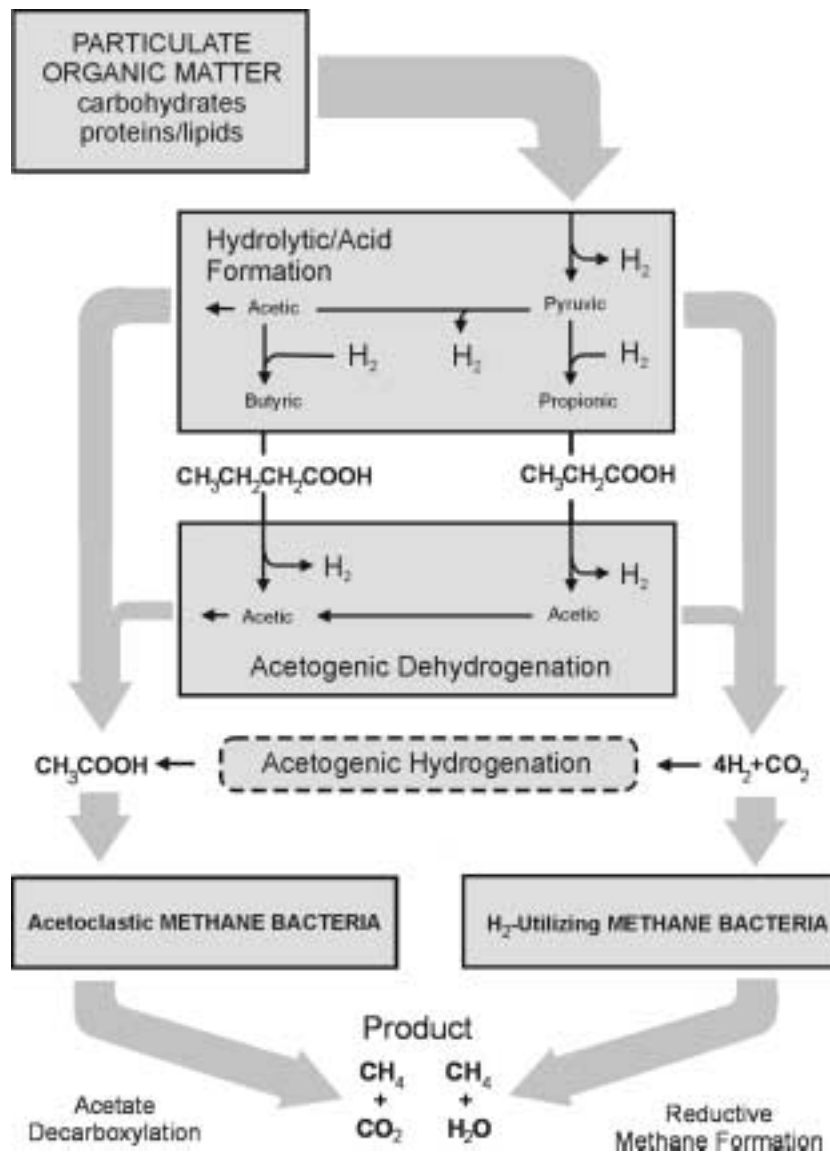 PARTICULATE
ORGANIC MATTER
carbohydrates
proteins/lipids
Hydrolytic/Acid
Formation
H₂
Acetic
Pyruvic
H₂
H₂
H₂
Butyric
Propionic
CH₃CH₂CH₂COOH
CH₃CH₂COOH
H₂
H₂
Acetic
Acetic
Acetogenic Dehydrogenation
CH₃COOH
Acetogenic Hydrogenation
4H₂+CO₂
Acetoclastic METHANE BACTERIA
H₂-Utilizing METHANE BACTERIA
Product
CH₄
+
CO₂
CH₄
+
H₂O
Acetate
Decarboxylation
Reductive
Methane Formation